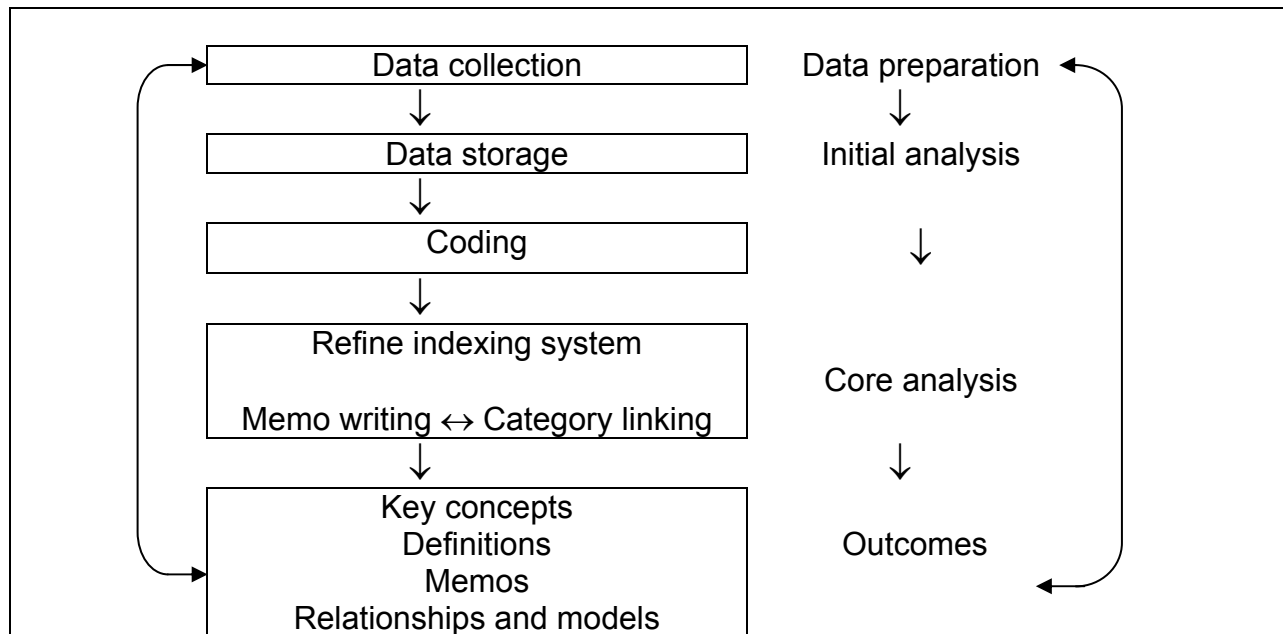 Data collection
Data preparation
↓
↓
Data storage
Initial analysis
↓
Coding
↓
↓
Refine indexing system
Core analysis
Memo writing ↔ Category linking
↓
↓
Key concepts
Definitions
Outcomes
Memos
Relationships and models